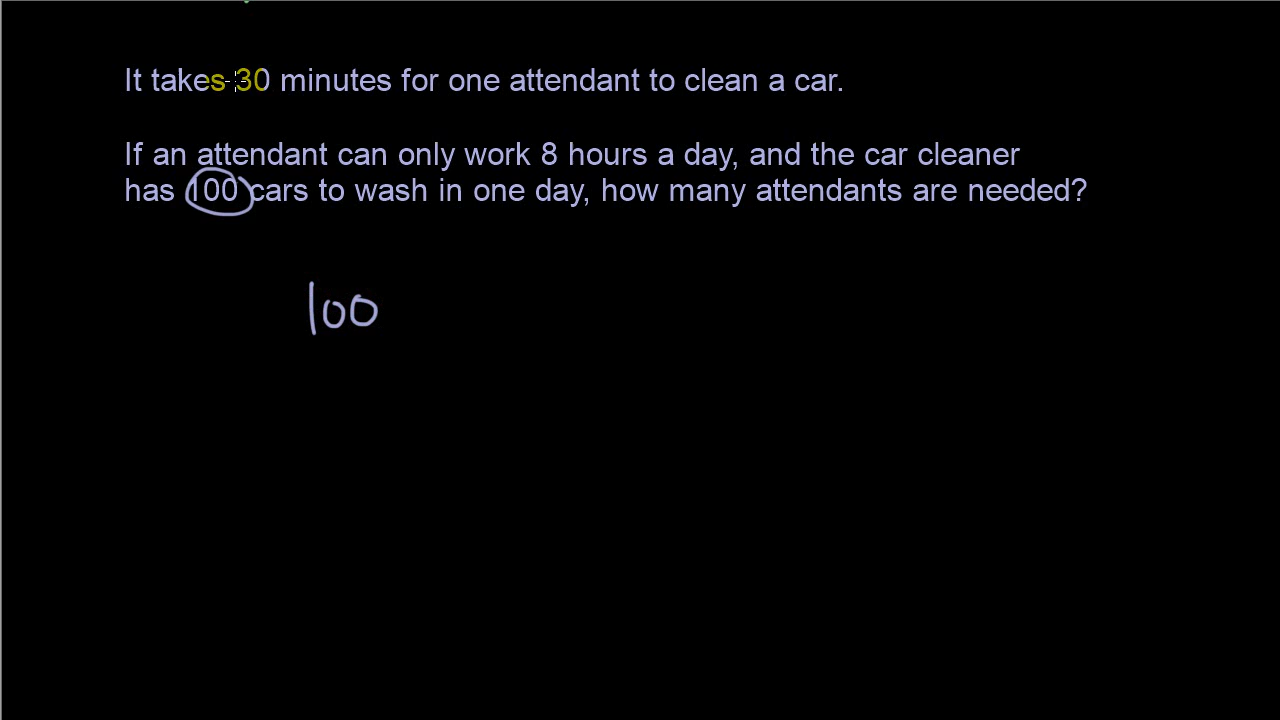 It takes 30 minutes for one attendant to clean a car.
If an attendant can only work 8 hours a day, and the car cleaner
has 100 cars to wash in one day, how many attendants are needed?
100